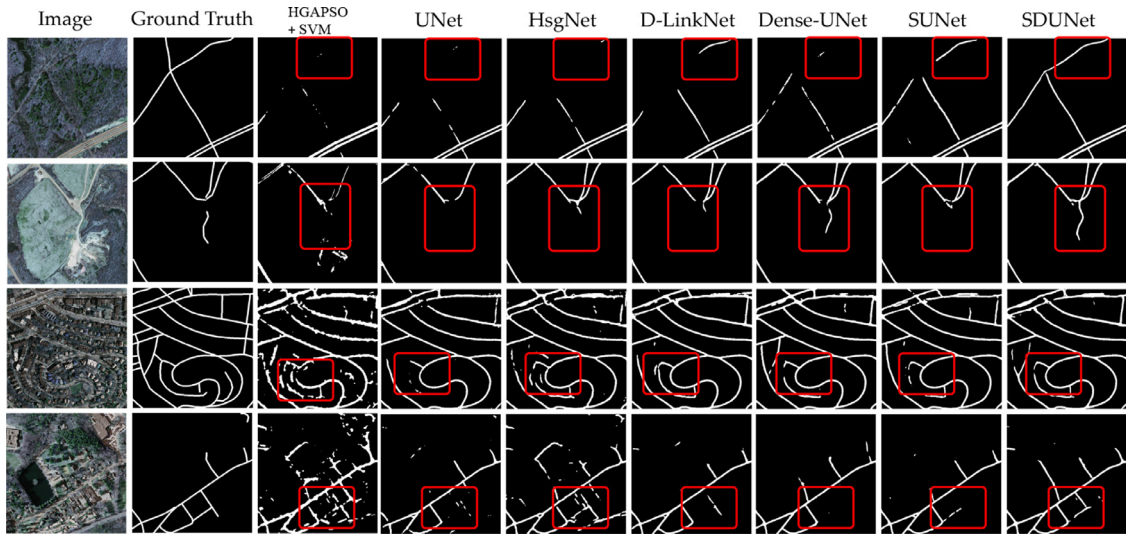 Image
Ground Truth
HGAPSO
+ SVM
UNet
HsgNet
D-LinkNet
Dense-UNet
SUNet
SDUNet